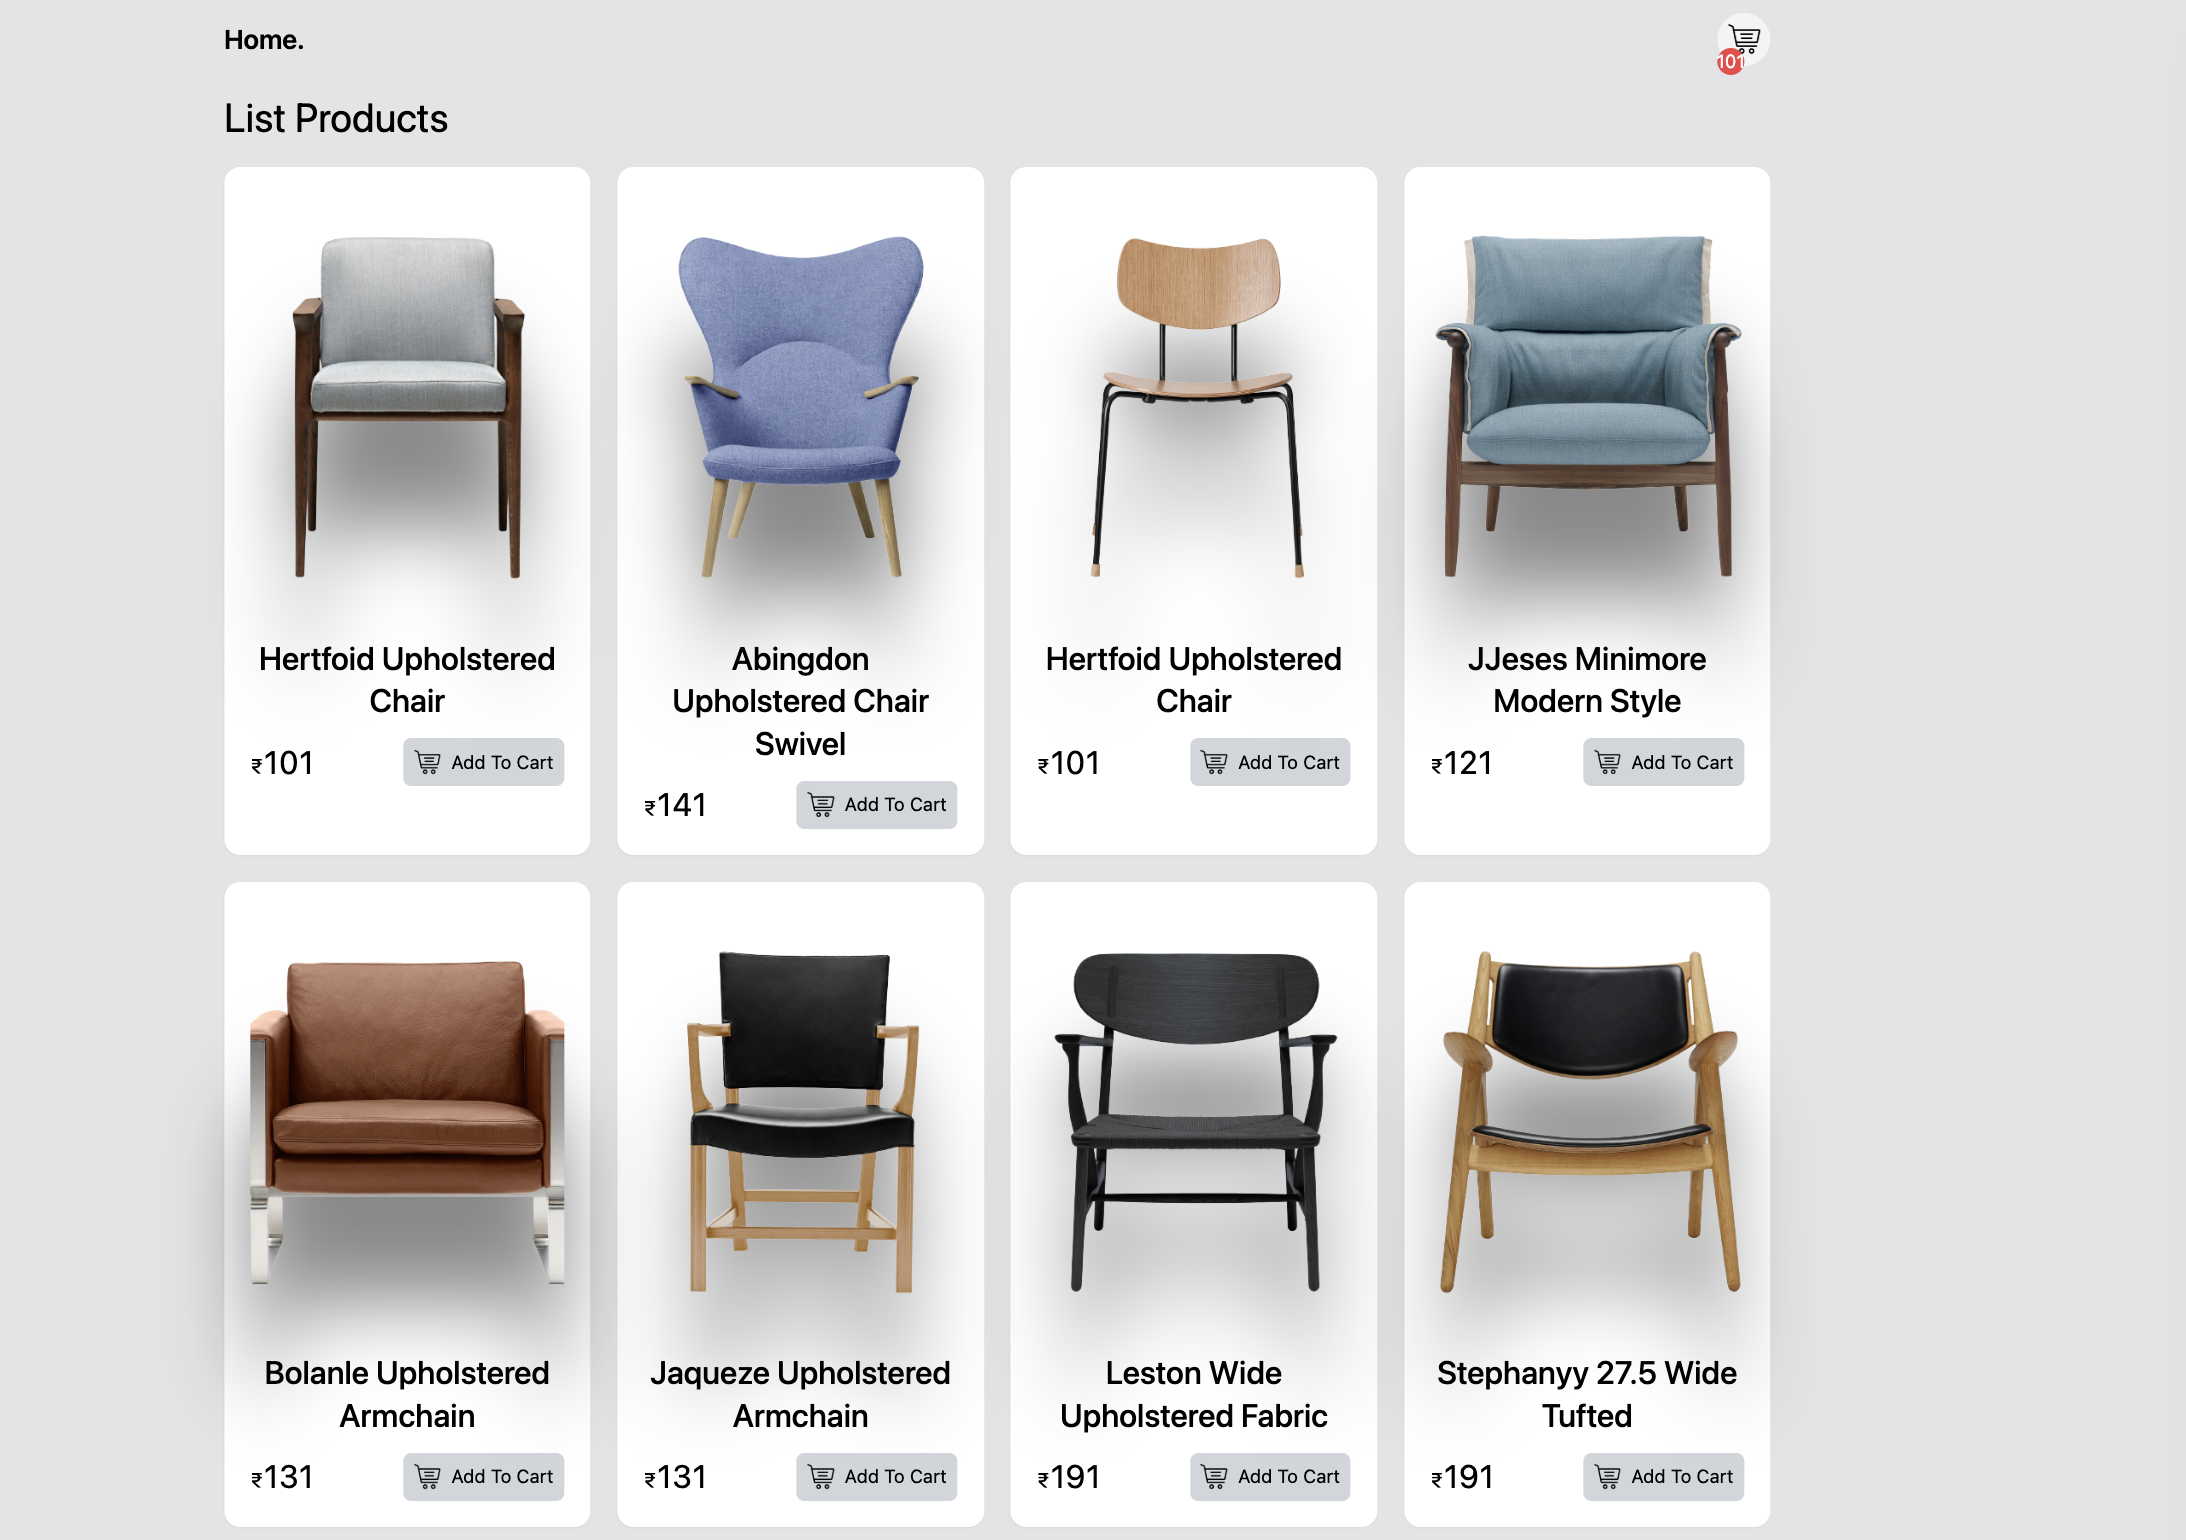 Home.
101
List Products
Hertfoid Upholstered
Chair
₹101
Add To Cart
Abingdon
Upholstered Chair
Swivel
₹141
Add To Cart
Hertfoid Upholstered
Chair
₹101
Add To Cart
JJeses Minimore
Modern Style
₹121
Add To Cart
Bolanle Upholstered
Armchain
₹131
Add To Cart
Jaqueze Upholstered
Armchain
₹131
Add To Cart
Leston Wide
Upholstered Fabric
₹191
Add To Cart
Stephanyy 27.5 Wide
Tufted
₹191
Add To Cart